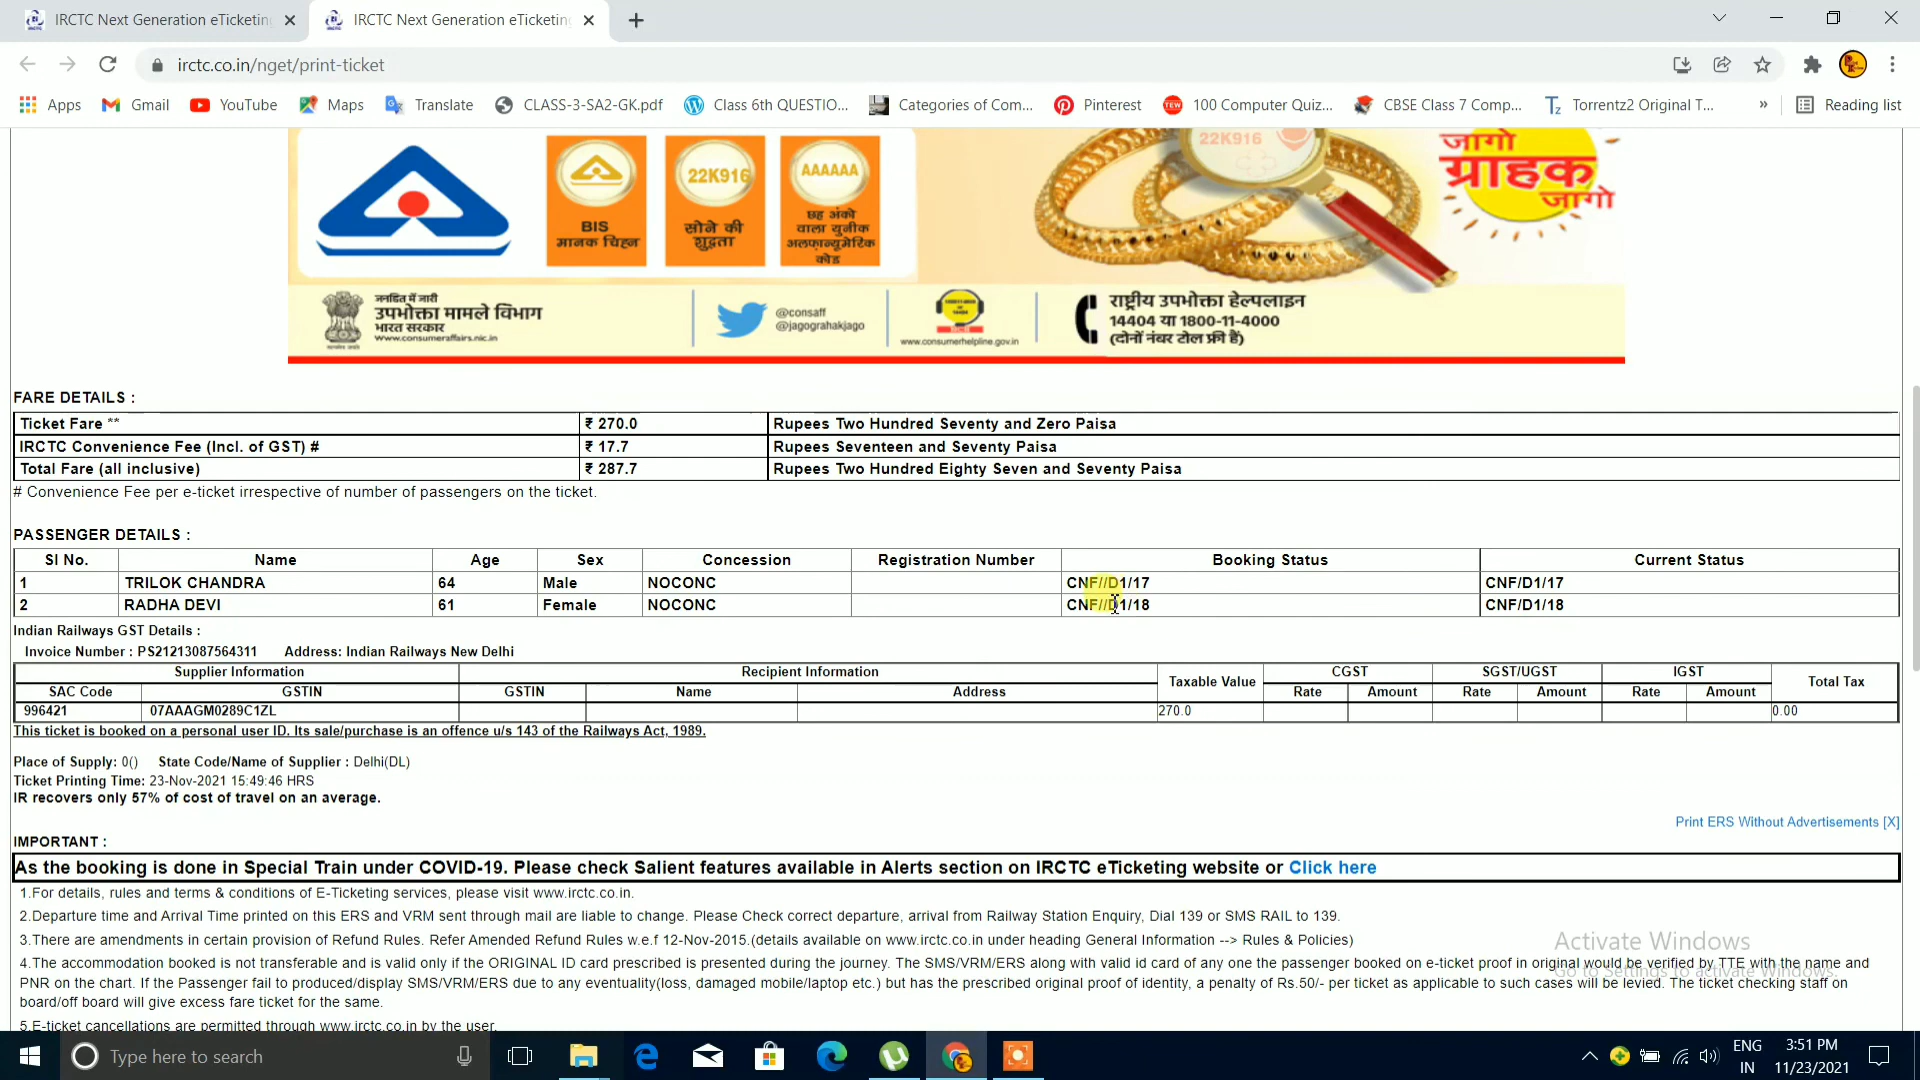 IRCTC Next Generation eTicketin
IRCTC Next Generation eTicketin
irctc.co.in/nget/print-ticket
Apps Gmail YouTube Maps Translate CLASS-3-SA2-GK.pdf Class 6th QUESTIO... Categories of Com... Pinterest 100 Computer Quiz... CBSE Class 7 Comp... Torrentz2 Original T... » Reading list
BIS
मानक चिह्न
22K916
सोने की
शुद्धता
AAAAAA
छह अंकों
वाला यूनीक
अल्फान्यूमेरिक
कोड
22K916
जागो
ग्राहक
जागो
जनहित में जारी
उपभोक्ता मामले विभाग
भारत सरकार
www.consumeraffairs.nic.in
@consaff
@jagograhakjago
www.consumerhelpline.gov.in
राष्ट्रीय उपभोक्ता हेल्पलाइन
14404 या 1800-11-4000
(दोनों नंबर टोल फ्री हैं)
FARE DETAILS :
Ticket Fare ** ₹ 270.0 Rupees Two Hundred Seventy and Zero Paisa
IRCTC Convenience Fee (Incl. of GST) # ₹ 17.7 Rupees Seventeen and Seventy Paisa
Total Fare (all inclusive) ₹ 287.7 Rupees Two Hundred Eighty Seven and Seventy Paisa
# Convenience Fee per e-ticket irrespective of number of passengers on the ticket.
PASSENGER DETAILS :
Sl No. Name Age Sex Concession Registration Number Booking Status Current Status
1 TRILOK CHANDRA 64 Male NOCONC CNF//D1/17 CNF/D1/17
2 RADHA DEVI 61 Female NOCONC CNF//D1/18 CNF/D1/18
Indian Railways GST Details :
Invoice Number : PS21213087564311 Address: Indian Railways New Delhi
Supplier Information Recipient Information Taxable Value CGST SGST/UGST IGST Total Tax
SAC Code GSTIN GSTIN Name Address Rate Amount Rate Amount Rate Amount
996421 07AAAGM0289C1ZL 270.0 0.00
This ticket is booked on a personal user ID. Its sale/purchase is an offence u/s 143 of the Railways Act, 1989.
Place of Supply: 0() State Code/Name of Supplier : Delhi(DL)
Ticket Printing Time: 23-Nov-2021 15:49:46 HRS
IR recovers only 57% of cost of travel on an average.
Print ERS Without Advertisements [X]
IMPORTANT :
As the booking is done in Special Train under COVID-19. Please check Salient features available in Alerts section on IRCTC eTicketing website or Click here
1.For details, rules and terms & conditions of E-Ticketing services, please visit www.irctc.co.in.
2.Departure time and Arrival Time printed on this ERS and VRM sent through mail are liable to change. Please Check correct departure, arrival from Railway Station Enquiry, Dial 139 or SMS RAIL to 139.
3.There are amendments in certain provision of Refund Rules. Refer Amended Refund Rules w.e.f 12-Nov-2015.(details available on www.irctc.co.in under heading General Information --> Rules & Policies)
4.The accommodation booked is not transferable and is valid only if the ORIGINAL ID card prescribed is presented during the journey. The SMS/VRM/ERS along with valid id card of any one the passenger booked on e-ticket proof in original would be verified by TTE with the name and
PNR on the chart. If the Passenger fail to produced/display SMS/VRM/ERS due to any eventuality(loss, damaged mobile/laptop etc.) but has the prescribed original proof of identity, a penalty of Rs.50/- per ticket as applicable to such cases will be levied. The ticket checking staff on
board/off board will give excess fare ticket for the same.
5.E-ticket cancellations are permitted through www.irctc.co.in by the user.
Activate Windows
Go to Settings to activate Windows.
Type here to search
ENG
IN
3:51 PM
11/23/2021